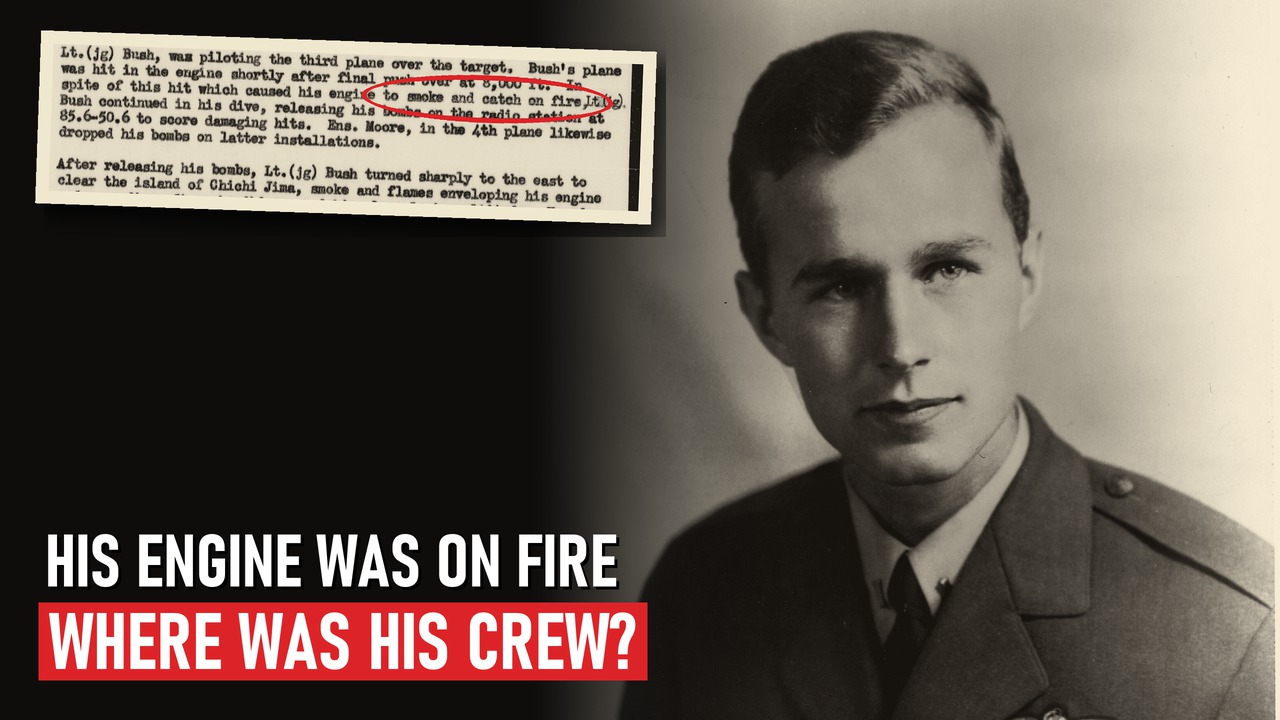 Lt.(jg) Bush, was piloting the third plane over the target. Bush's plane
was hit in the engine shortly after final push over at 8,000 ft. In
spite of this hit which caused his engine to smoke and catch on fire,Lt(jg).
Bush continued in his dive, releasing his bombs on the radio station at
85.6-50.6 to score damaging hits. Ens. Moore, in the 4th plane likewise
dropped his bombs on latter installations.
After releasing his bombs, Lt.(jg) Bush turned sharply to the east to
clear the island of Chichi Jima, smoke and flames enveloping his engine
HIS ENGINE WAS ON FIRE
WHERE WAS HIS CREW?